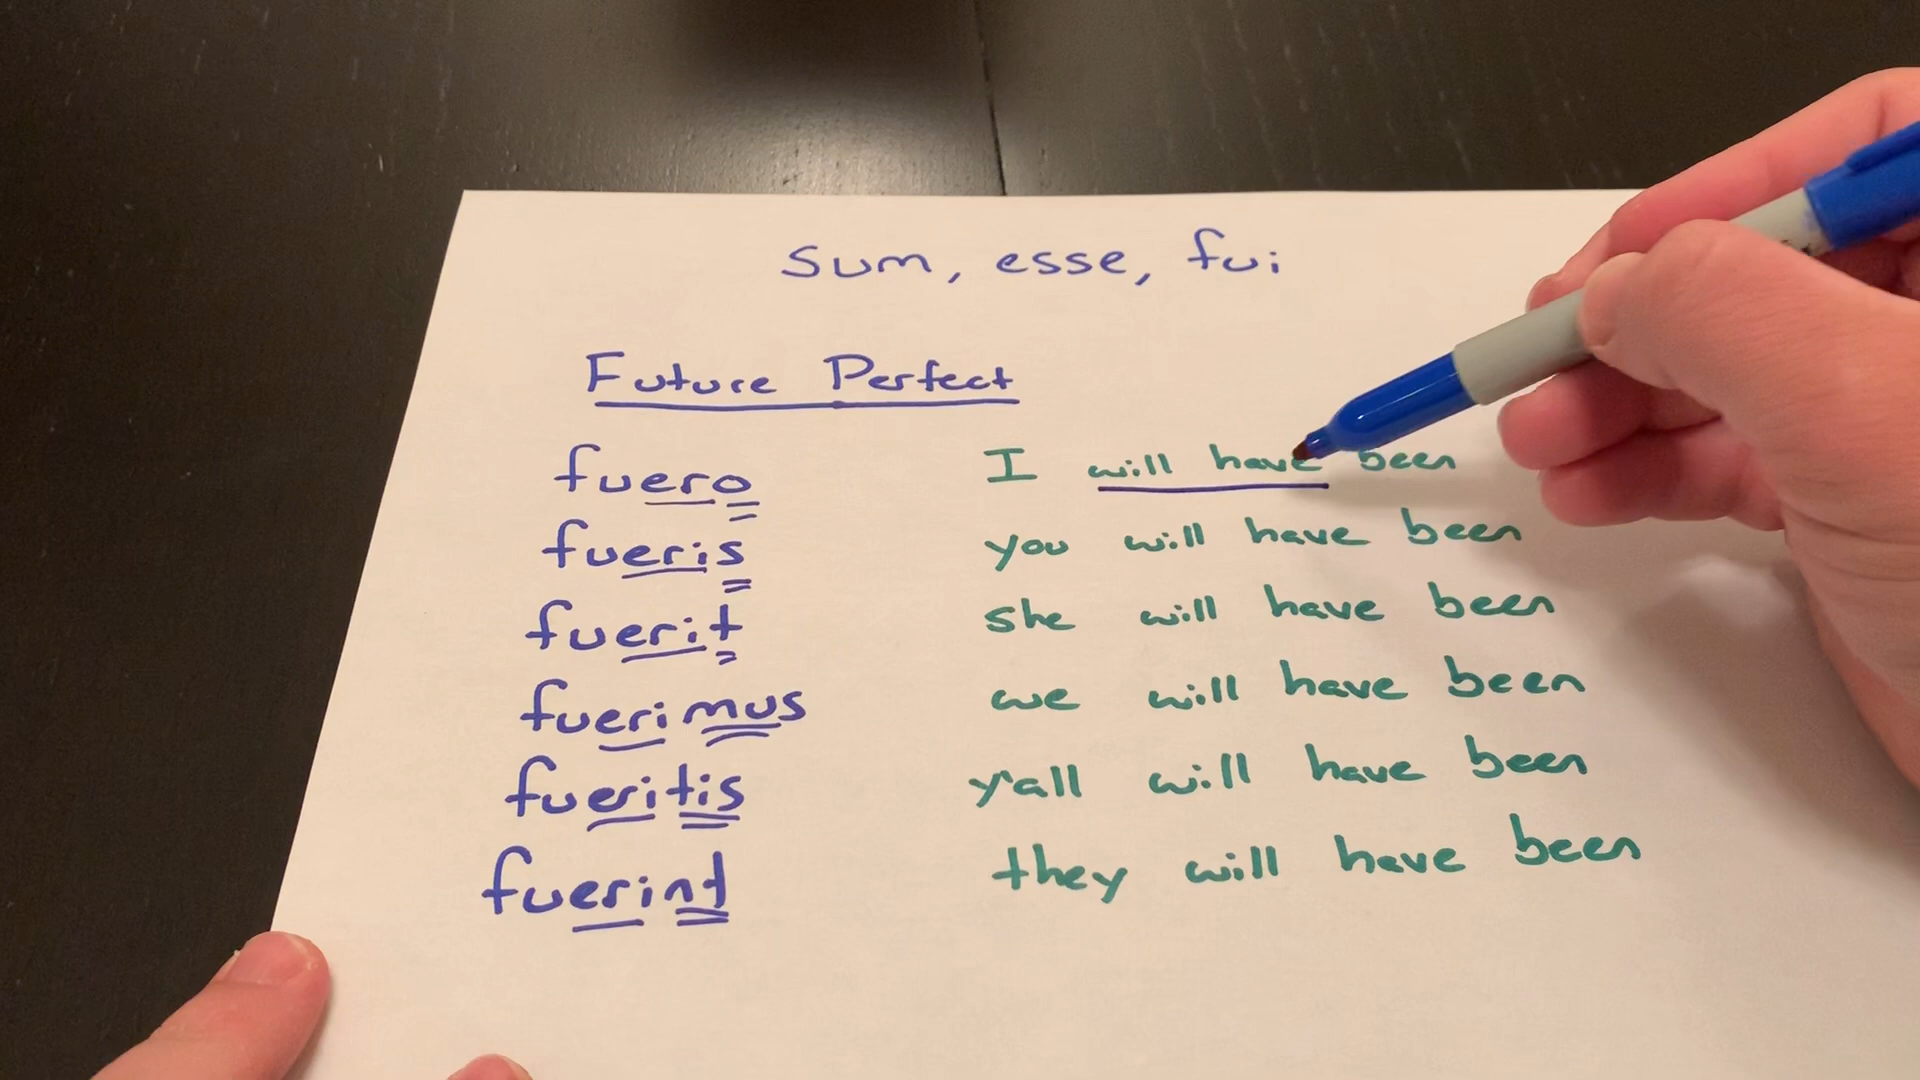 sum, esse, fui
Future Perfect
fuero I will have been
fueris you will have been
fuerit she will have been
fuerimus we will have been
fueritis y'all will have been
fuerint they will have been